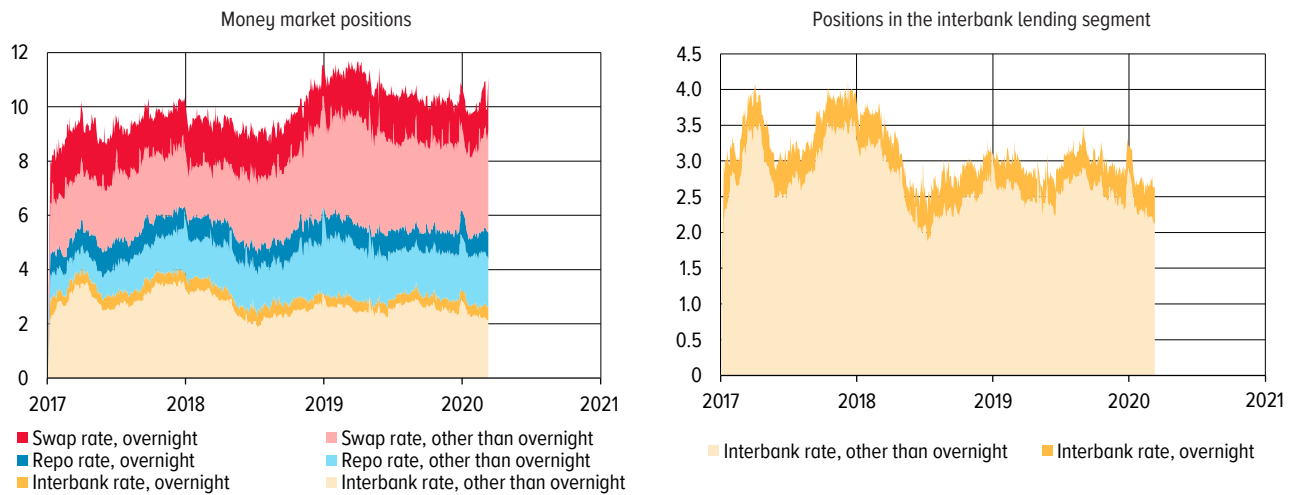 Money market positions
12
10
8
6
4
2
0
2017 2018 2019 2020 2021
Swap rate, overnight
Swap rate, other than overnight
Repo rate, overnight
Repo rate, other than overnight
Interbank rate, overnight
Interbank rate, other than overnight
Positions in the interbank lending segment
4.5
4.0
3.5
3.0
2.5
2.0
1.5
1.0
0.5
0
2017 2018 2019 2020 2021
Interbank rate, other than overnight
Interbank rate, overnight